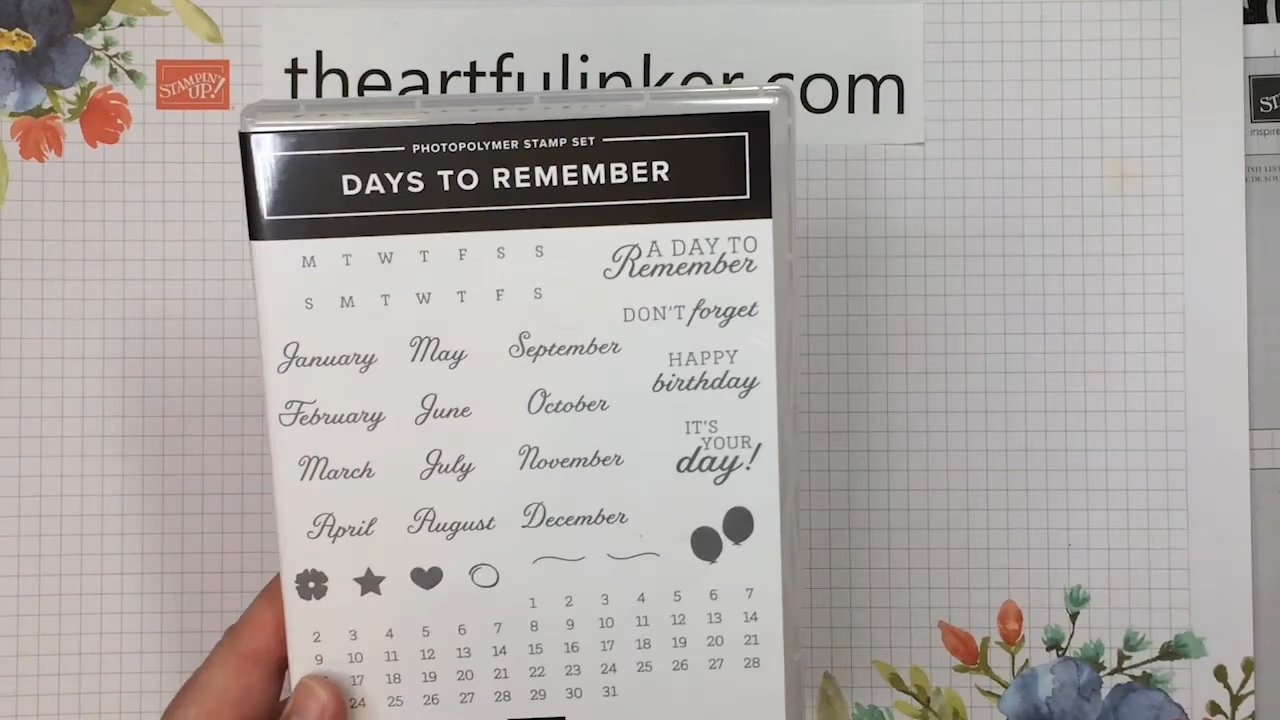 theartfulinker.com
STAMPIN' UP!
PHOTOPOLYMER STAMP SET
DAYS TO REMEMBER
M T W T F S S
S M T W T F S
A DAY TO
Remember
DON'T forget
January May September
HAPPY
birthday
February June October
IT'S
YOUR
day!
March July November
April August December
1 2 3 4 5 6 7
2 3 4 5 6 7 8 9 10 11 12 13 14
9 10 11 12 13 14 15 16 17 18 19 20 21
17 18 19 20 21 22 23 24 25 26 27 28
24 25 26 27 28 29 30 31